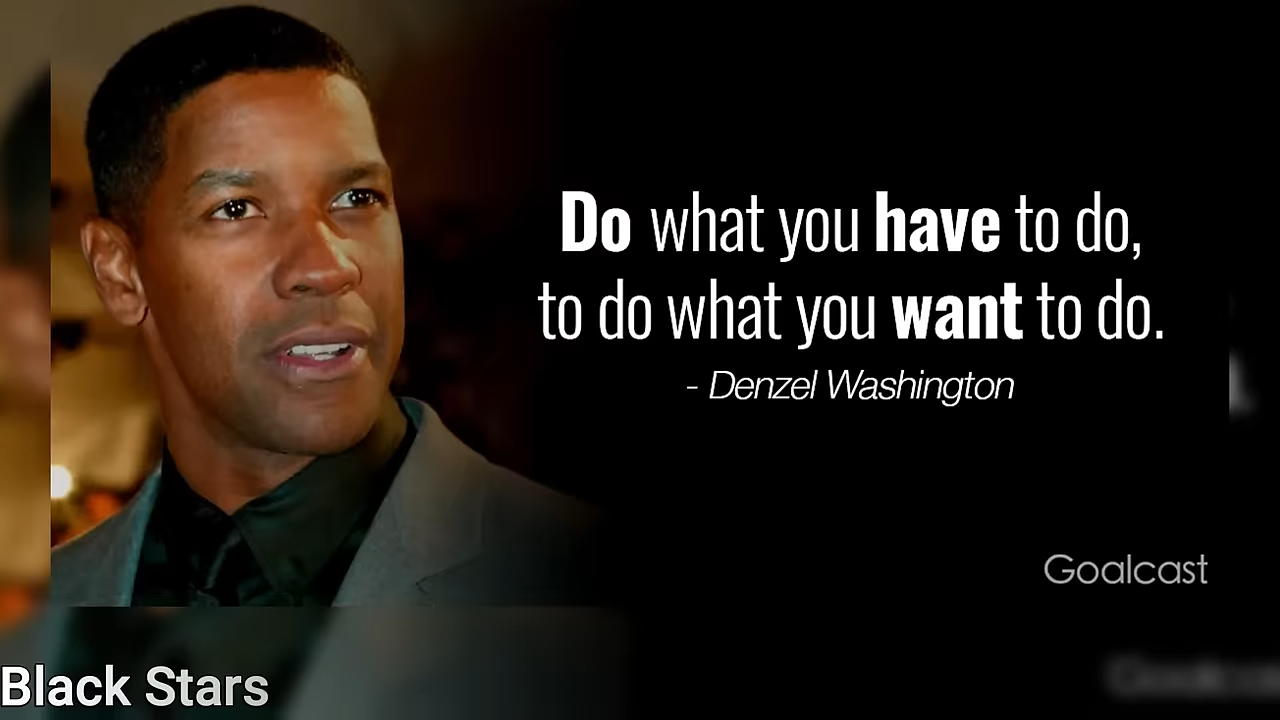 Do what you have to do,
to do what you want to do.
- Denzel Washington
Goalcast
Black Stars